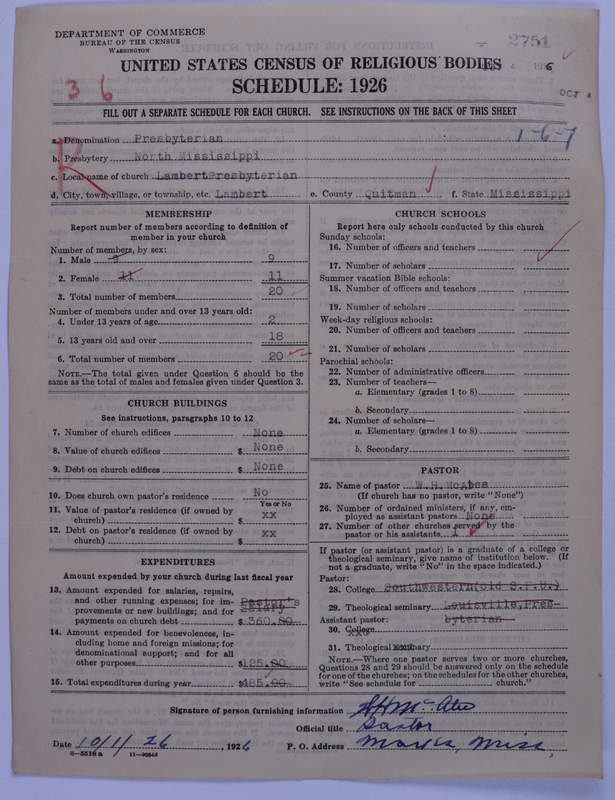 DEPARTMENT OF COMMERCE
BUREAU OF THE CENSUS
WASHINGTON
2751
UNITED STATES CENSUS OF RELIGIOUS BODIES
SCHEDULE: 1926
3 6
OCT 4
FILL OUT A SEPARATE SCHEDULE FOR EACH CHURCH. SEE INSTRUCTIONS ON THE BACK OF THIS SHEET
R
1-6-7
a. Denomination Presbyterian
b. Presbytery North Mississippi
c. Local name of church Lambert Presbyterian
d. City, town, village, or township, etc. Lambert e. County Quitman f. State Mississippi
MEMBERSHIP
Report number of members according to definition of
member in your church
Number of members, by sex:
1. Male 9 9
2. Female 11 11
3. Total number of members 20
Number of members under and over 13 years old:
4. Under 13 years of age 2
5. 13 years old and over 18
6. Total number of members 20
NOTE.—The total given under Question 6 should be the
same as the total of males and females given under Question 3.
CHURCH BUILDINGS
See instructions, paragraphs 10 to 12
7. Number of church edifices None
8. Value of church edifices $ None
9. Debt on church edifices $ None
10. Does church own pastor's residence No
Yes or No
11. Value of pastor's residence (if owned by
church) $ xx
12. Debt on pastor's residence (if owned by
church) $ xx
EXPENDITURES
Amount expended by your church during last fiscal year
13. Amount expended for salaries, repairs,
and other running expenses; for im- Pastor's
provements or new buildings; and for Salary
payments on church debt $ 360.00
14. Amount expended for benevolences, in-
cluding home and foreign missions; for
denominational support; and for all
other purposes $125.00
15. Total expenditures during year $485.00
CHURCH SCHOOLS
Report here only schools conducted by this church
Sunday schools:
16. Number of officers and teachers
17. Number of scholars
Summer vacation Bible schools:
18. Number of officers and teachers
19. Number of scholars
Week-day religious schools:
20. Number of officers and teachers
21. Number of scholars
Parochial schools:
22. Number of administrative officers
23. Number of teachers—
a. Elementary (grades 1 to 8)
b. Secondary
24. Number of scholars—
a. Elementary (grades 1 to 8)
b. Secondary
PASTOR
25. Name of pastor W.H.McAtee
(If church has no pastor, write "None")
26. Number of ordained ministers, if any, em-
ployed as assistant pastors None
27. Number of other churches served by the
pastor or his assistants 1
If pastor (or assistant pastor) is a graduate of a college or
theological seminary, give name of institution below. (If
not a graduate, write "No" in the space indicated.)
Pastor:
28. College Southwestern(old S.P.U.)
29. Theological seminary Louisville, Pres-
Assistant pastor: byterian
30. College
31. Theological seminary
NOTE.—Where one pastor serves two or more churches,
Questions 28 and 29 should be answered only on the schedule
for one of the churches; on the schedules for the other churches,
write "See schedule for church."
Signature of person furnishing information WH McAtee
Official title Pastor
Date 10/1/26, 1926 P. O. Address Marks, Miss.
8-5518 a